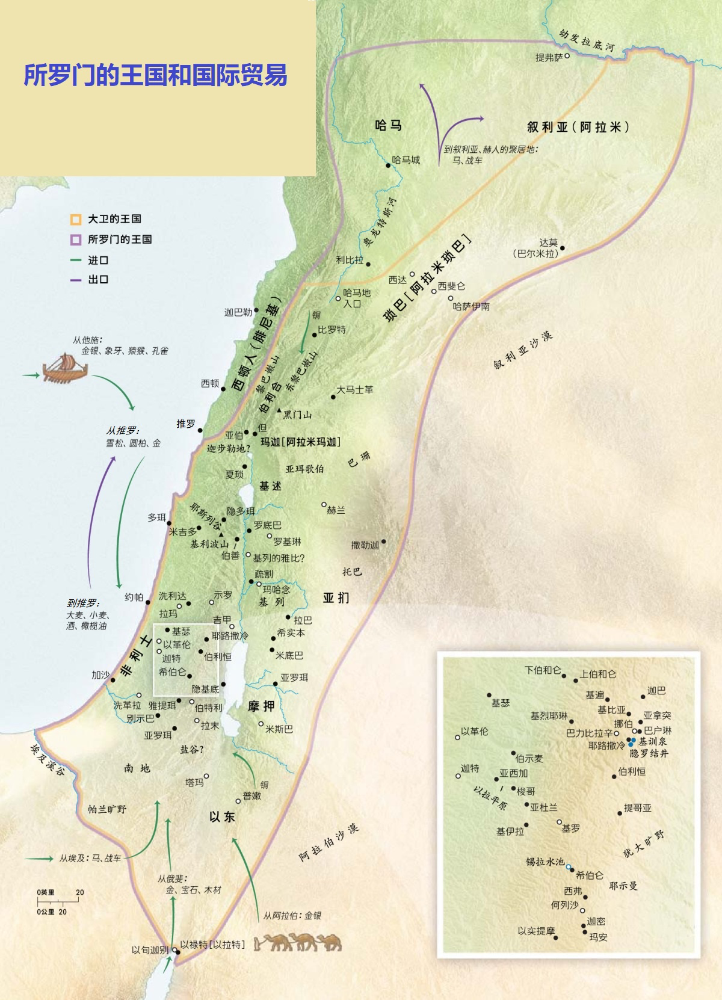 所罗门的王国和国际贸易
幼发拉底河
提弗萨
哈马
叙利亚(阿拉米)
到叙利亚、赫人的聚居地:
马、战车
哈马城
大卫的王国
所罗门的王国
进口
出口
奥龙特斯河
达莫
(巴尔米拉)
利比拉
西达
琐巴[阿拉米琐巴]
西斐仑
哈萨伊南
哈马地
入口
迦巴勒
西顿人(腓尼基)
铜
比罗特
叙利亚沙漠
从他施:
金银、象牙、猿猴、孔雀
黎巴嫩山
伯利合
东黎巴嫩山
西顿
大马士革
黑门山
推罗
从推罗:
雪松、圆柏、金
亚伯
但
玛迦[阿拉米玛迦]
迦步勒地?
巴珊
夏琐
亚珥歌伯
基述
耶斯列谷
隐多珥
赫兰
多珥
米吉多
罗底巴
罗基琳
基利波山
伯善
基列的雅比?
撒勒迦
疏割
玛哈念
托巴
约帕
洗利达
示罗
基列
亚扪
到推罗:
大麦、小麦、
酒、橄榄油
拉玛
吉甲
拉巴
基瑟
耶路撒冷
希实本
以革伦
迦特
伯利恒
米底巴
非利士
希伯仑
加沙
隐基底
亚罗珥
洗革拉
雅提珥
伯特利
摩押
别示巴
拉末
米斯巴
亚罗珥
盐谷?
埃及溪谷
南地
塔玛
铜
普嫩
帕兰旷野
以东
阿拉伯沙漠
从埃及:马、战车
从俄斐:
金、宝石、木材
0英里 20
0公里 20
从阿拉伯:金银
以旬迦别
以禄特[以拉特]
下伯和仑
上伯和仑
基瑟
基遍
迦巴
基比亚
基烈耶琳
亚拿突
挪伯
以革伦
巴力比拉辛
巴户琳
耶路撒冷
基训泉
隐罗结井
伯示麦
迦特
亚西加
伯利恒
以拉平原
梭哥
亚杜兰
提哥亚
基伊拉
基罗
犹大旷野
锡拉水池
希伯仑
耶示曼
西弗
何列沙
迦密
以实提摩
玛安